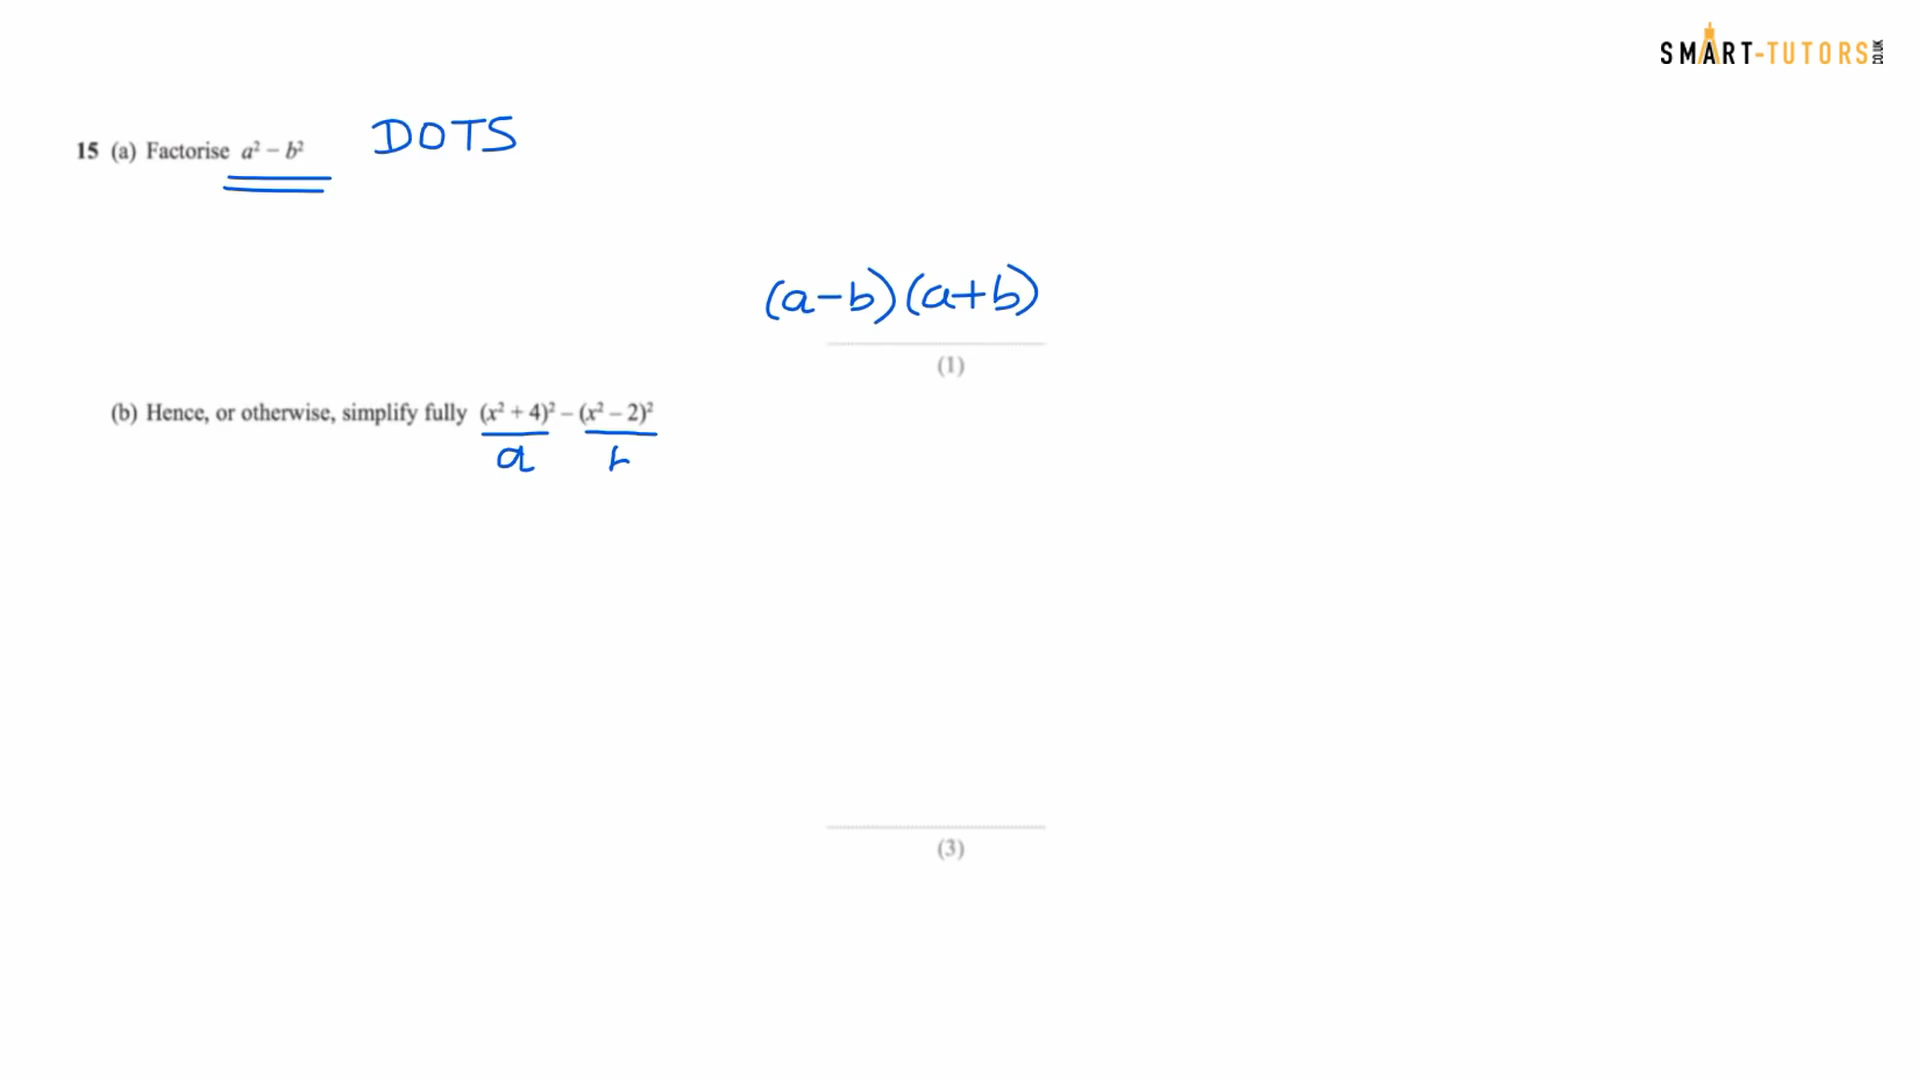 SMART-TUTORS.CO.UK
15 (a) Factorise a² – b² DOTS
(a-b)(a+b)
(1)
(b) Hence, or otherwise, simplify fully (x² + 4)² – (x² – 2)²
a
(3)